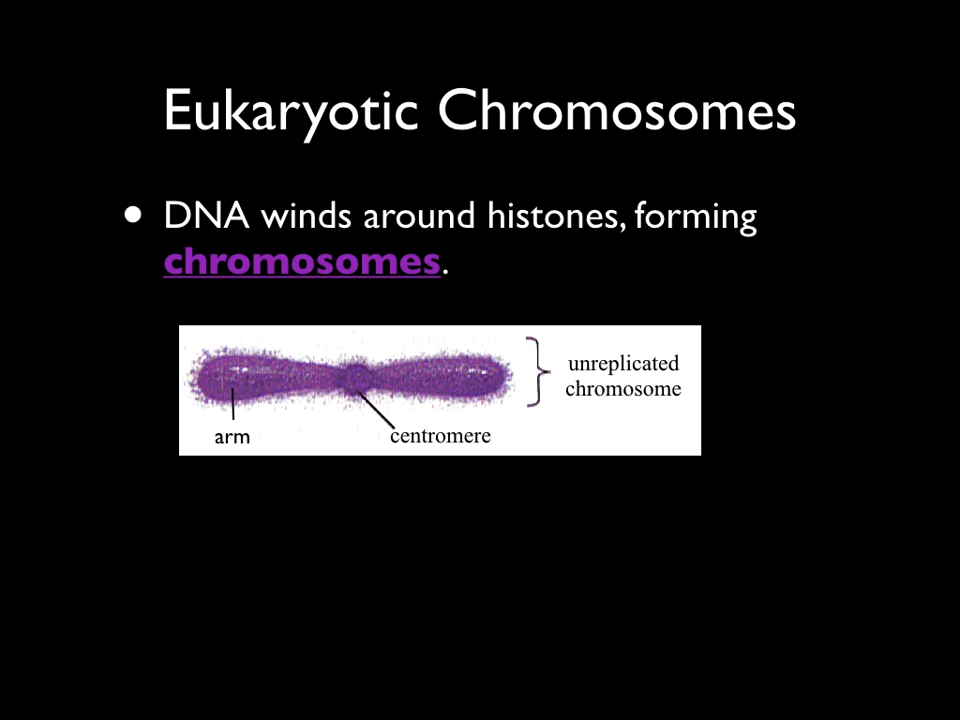 Eukaryotic Chromosomes
• DNA winds around histones, forming
chromosomes.
unreplicated
chromosome
arm
centromere